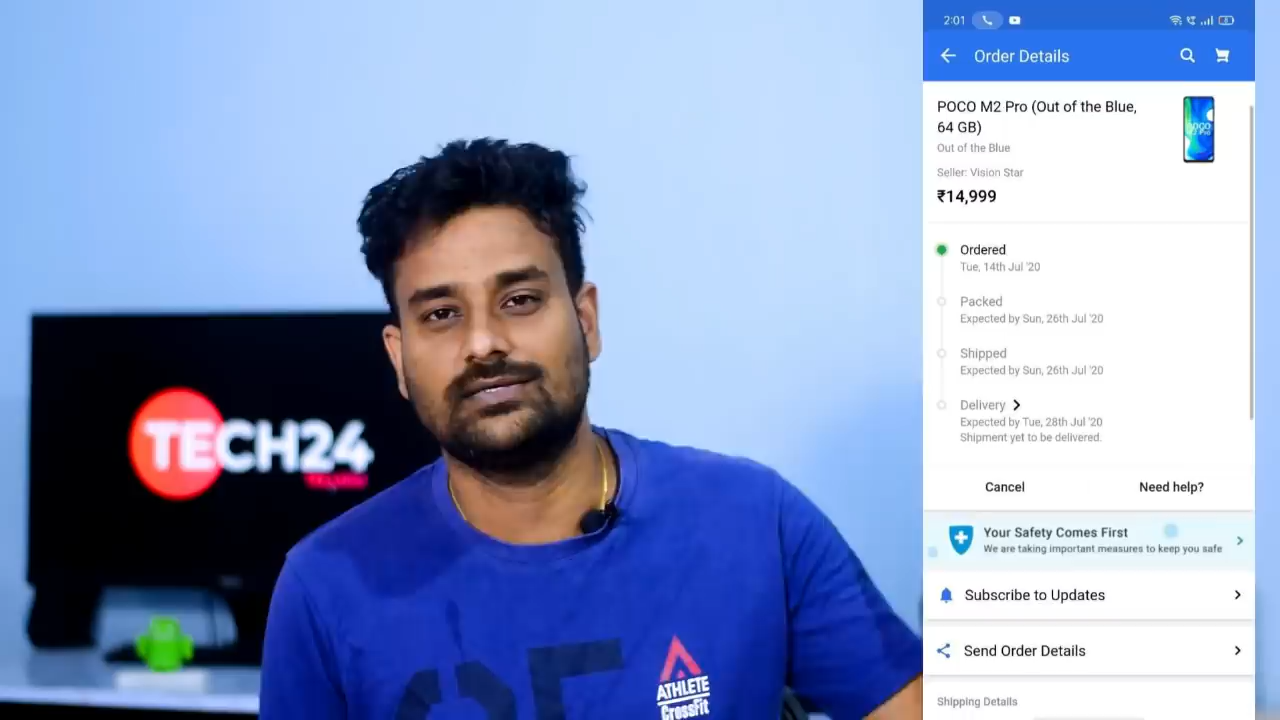 TECH24
TELUGU
ATHLETE
CrossFit
2:01
Order Details
POCO M2 Pro (Out of the Blue,
64 GB)
Out of the Blue
Seller: Vision Star
₹14,999
Ordered
Tue, 14th Jul '20
Packed
Expected by Sun, 26th Jul '20
Shipped
Expected by Sun, 26th Jul '20
Delivery
Expected by Tue, 28th Jul '20
Shipment yet to be delivered.
Cancel
Need help?
Your Safety Comes First
We are taking important measures to keep you safe
Subscribe to Updates
Send Order Details
Shipping Details